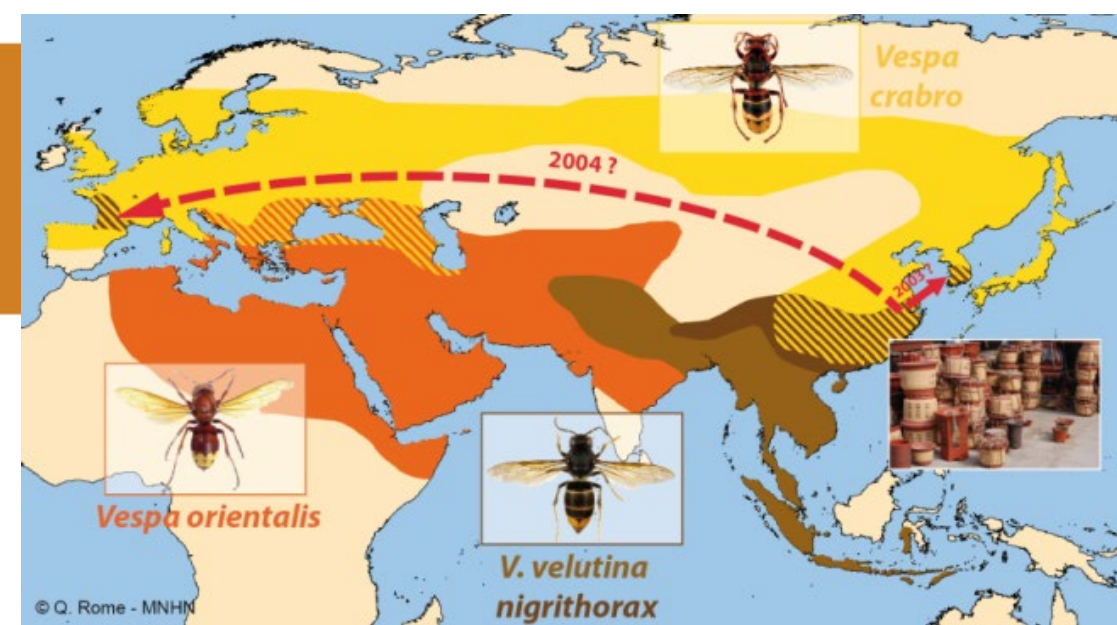 Vespa
crabro
2004 ?
2003 ?
Vespa orientalis
V. velutina
nigrithorax
© Q. Rome - MNHN